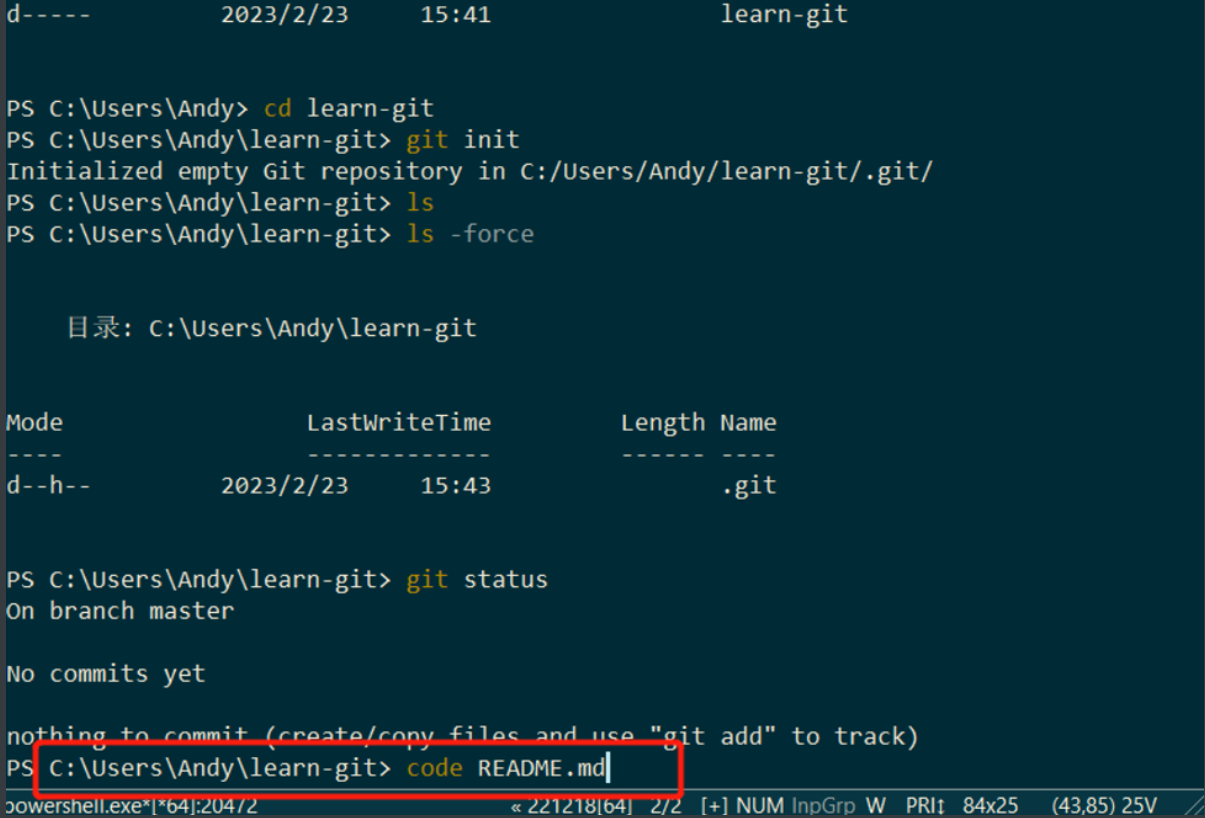 d----- 2023/2/23 15:41 learn-git
PS C:\Users\Andy> cd learn-git
PS C:\Users\Andy\learn-git> git init
Initialized empty Git repository in C:/Users/Andy/learn-git/.git/
PS C:\Users\Andy\learn-git> ls
PS C:\Users\Andy\learn-git> ls -force
目录: C:\Users\Andy\learn-git
Mode LastWriteTime Length Name
---- ------------- ------ ----
d--h-- 2023/2/23 15:43 .git
PS C:\Users\Andy\learn-git> git status
On branch master
No commits yet
nothing to commit (create/copy files and use "git add" to track)
PS C:\Users\Andy\learn-git> code README.md
powershell.exe*[*64]:20472 « 221218[64] 2/2 [+] NUM InpGrp W PRI↕ 84x25 (43,85) 25V